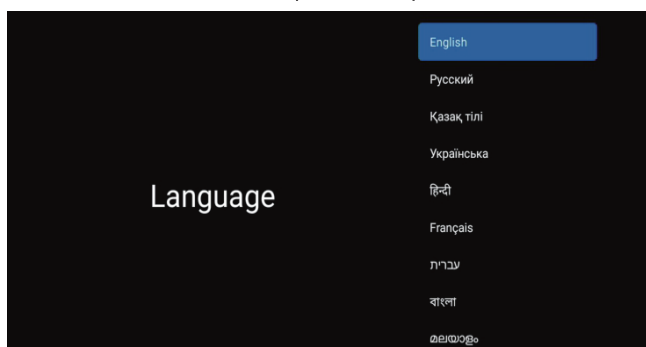 Language
English
Русский
Қазақ тілі
Українська
हिन्दी
Français
עברית
বাংলা
മലയാളം